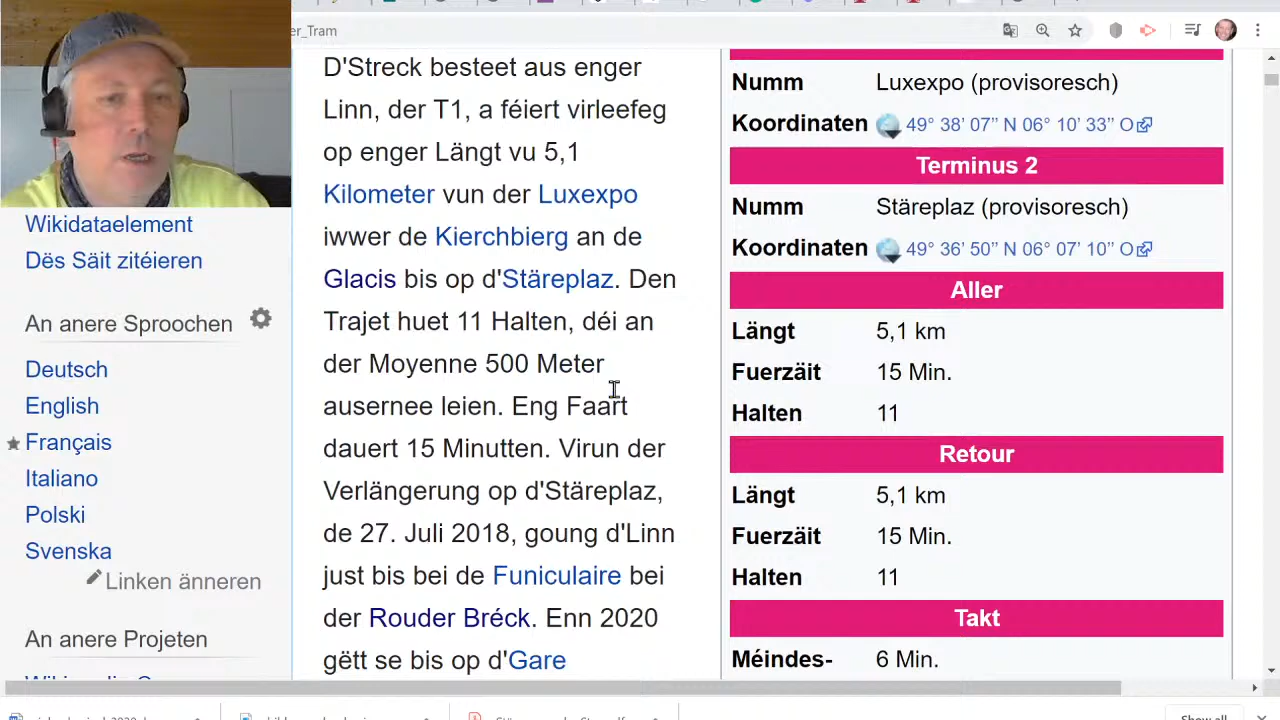 er_Tram
D'Streck besteet aus enger
Linn, der T1, a féiert virleefeg
op enger Längt vu 5,1
Kilometer vun der Luxexpo
iwwer de Kierchbierg an de
Glacis bis op d'Stäreplaz. Den
Trajet huet 11 Halten, déi an
der Moyenne 500 Meter
ausernee leien. Eng Faart
dauert 15 Minutten. Virun der
Verlängerung op d'Stäreplaz,
de 27. Juli 2018, goung d'Linn
just bis bei de Funiculaire bei
der Rouder Bréck. Enn 2020
gëtt se bis op d'Gare
Numm Luxexpo (provisoresch)
Koordinaten 49° 38' 07" N 06° 10' 33" O
Terminus 2
Numm Stäreplaz (provisoresch)
Koordinaten 49° 36' 50" N 06° 07' 10" O
Aller
Längt 5,1 km
Fuerzäit 15 Min.
Halten 11
Retour
Längt 5,1 km
Fuerzäit 15 Min.
Halten 11
Takt
Méindes- 6 Min.
Wikidataelement
Dës Säit zitéieren
An anere Sproochen
Deutsch
English
Français
Italiano
Polski
Svenska
Linken änneren
An anere Projeten
Show all